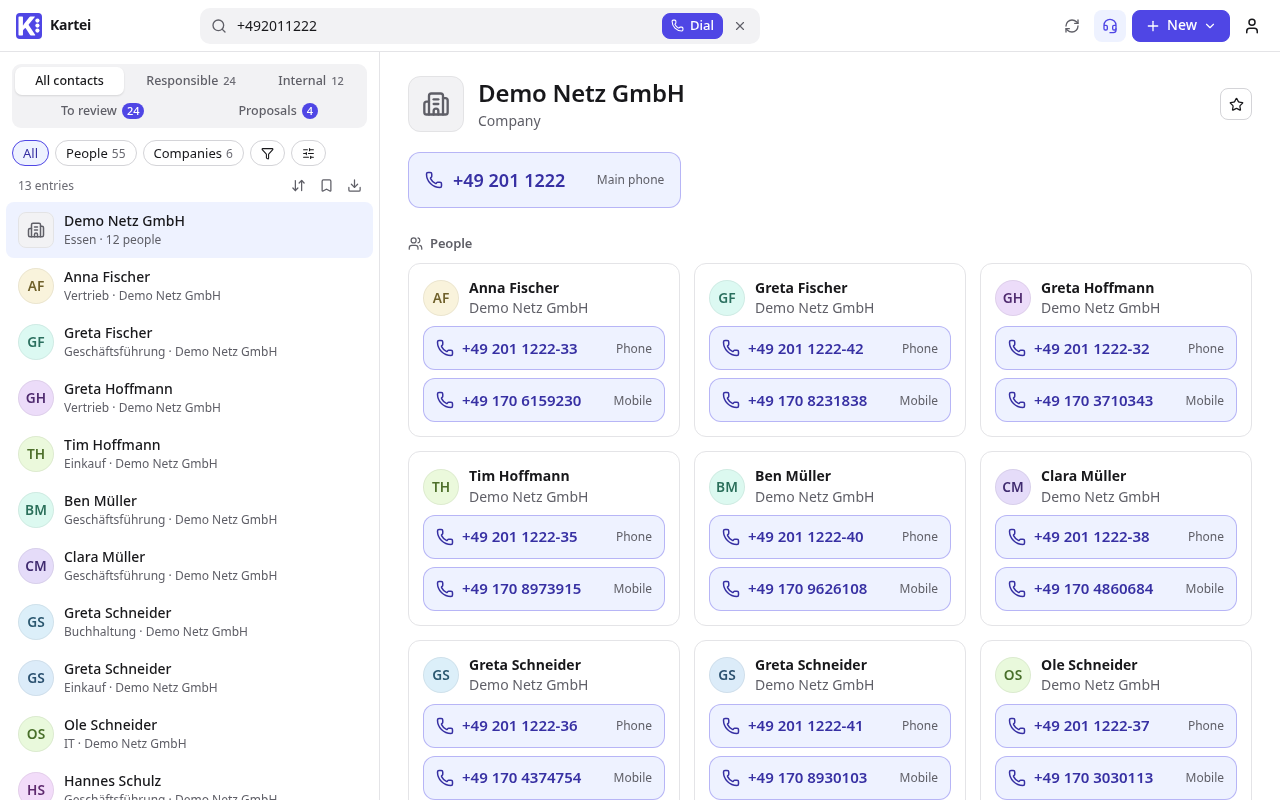 Kartei
+492011222
Dial
New
All contacts
Responsible 24
Internal 12
To review 24
Proposals 4
All
People 55
Companies 6
13 entries
Demo Netz GmbH
Essen · 12 people
AF
Anna Fischer
Vertrieb · Demo Netz GmbH
GF
Greta Fischer
Geschäftsführung · Demo Netz GmbH
GH
Greta Hoffmann
Vertrieb · Demo Netz GmbH
TH
Tim Hoffmann
Einkauf · Demo Netz GmbH
BM
Ben Müller
Geschäftsführung · Demo Netz GmbH
CM
Clara Müller
Geschäftsführung · Demo Netz GmbH
GS
Greta Schneider
Buchhaltung · Demo Netz GmbH
GS
Greta Schneider
Einkauf · Demo Netz GmbH
OS
Ole Schneider
IT · Demo Netz GmbH
HS
Hannes Schulz
Geschäftsführung · Demo Netz GmbH
Demo Netz GmbH
Company
+49 201 1222 Main phone
People
AF
Anna Fischer
Demo Netz GmbH
+49 201 1222-33 Phone
+49 170 6159230 Mobile
GF
Greta Fischer
Demo Netz GmbH
+49 201 1222-42 Phone
+49 170 8231838 Mobile
GH
Greta Hoffmann
Demo Netz GmbH
+49 201 1222-32 Phone
+49 170 3710343 Mobile
TH
Tim Hoffmann
Demo Netz GmbH
+49 201 1222-35 Phone
+49 170 8973915 Mobile
BM
Ben Müller
Demo Netz GmbH
+49 201 1222-40 Phone
+49 170 9626108 Mobile
CM
Clara Müller
Demo Netz GmbH
+49 201 1222-38 Phone
+49 170 4860684 Mobile
GS
Greta Schneider
Demo Netz GmbH
+49 201 1222-36 Phone
+49 170 4374754 Mobile
GS
Greta Schneider
Demo Netz GmbH
+49 201 1222-41 Phone
+49 170 8930103 Mobile
OS
Ole Schneider
Demo Netz GmbH
+49 201 1222-37 Phone
+49 170 3030113 Mobile